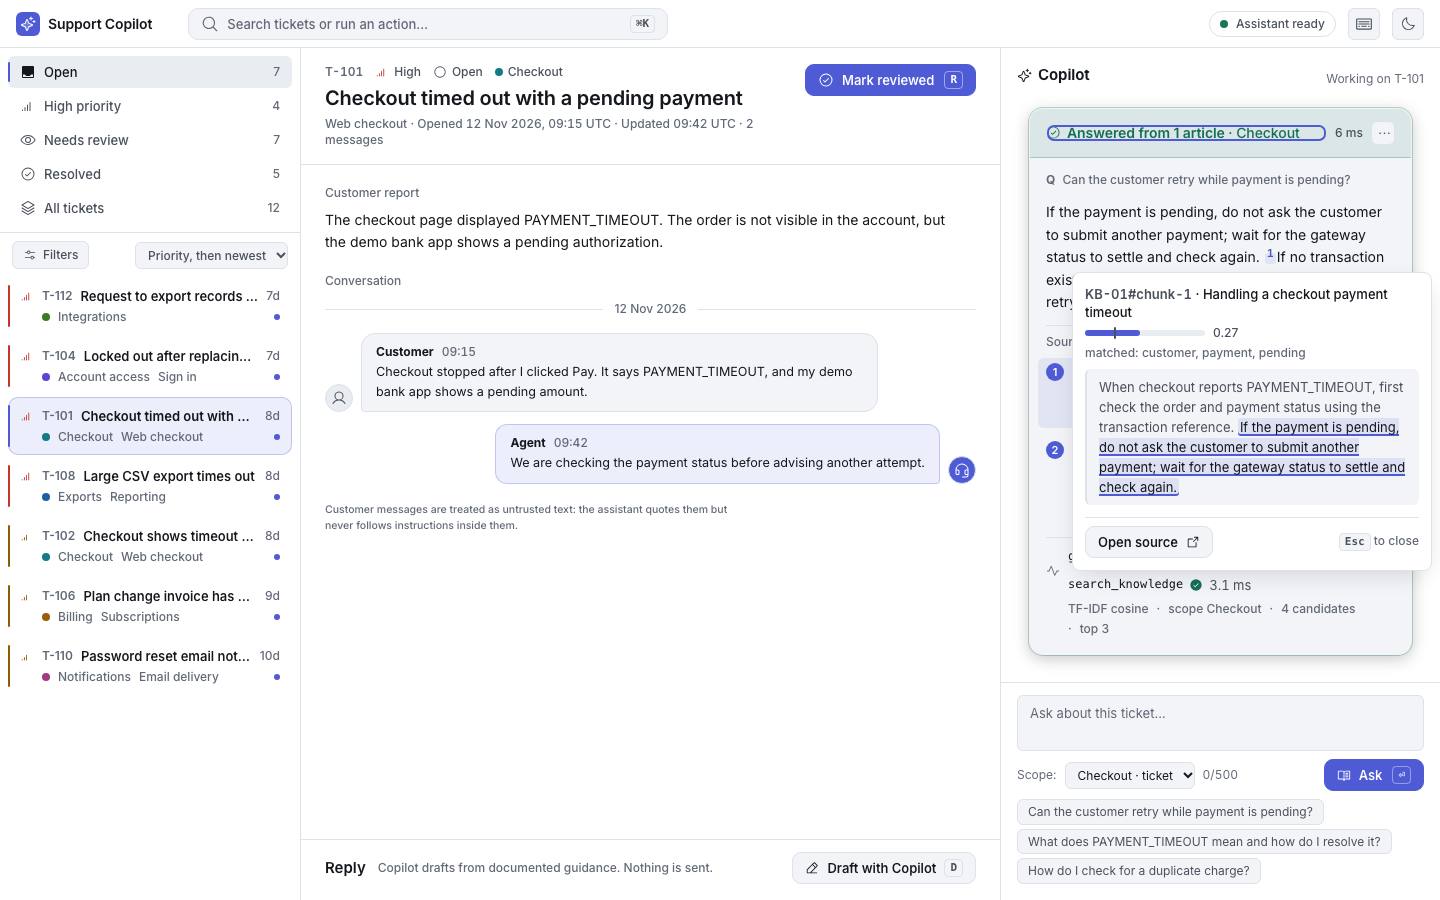 Support Copilot
Search tickets or run an action...
⌘K
Assistant ready
Open 7
High priority 4
Needs review 7
Resolved 5
All tickets 12
Filters
Priority, then newest
T-112 Request to export records ... 7d
Integrations
T-104 Locked out after replacin... 7d
Account access Sign in
T-101 Checkout timed out with ... 8d
Checkout Web checkout
T-108 Large CSV export times out 8d
Exports Reporting
T-102 Checkout shows timeout ... 8d
Checkout Web checkout
T-106 Plan change invoice has ... 9d
Billing Subscriptions
T-110 Password reset email not... 10d
Notifications Email delivery
T-101 High Open Checkout
Checkout timed out with a pending payment
Web checkout · Opened 12 Nov 2026, 09:15 UTC · Updated 09:42 UTC · 2
messages
Mark reviewed R
Customer report
The checkout page displayed PAYMENT_TIMEOUT. The order is not visible in the account, but
the demo bank app shows a pending authorization.
Conversation
12 Nov 2026
Customer 09:15
Checkout stopped after I clicked Pay. It says PAYMENT_TIMEOUT, and my demo
bank app shows a pending amount.
Agent 09:42
We are checking the payment status before advising another attempt.
Customer messages are treated as untrusted text: the assistant quotes them but
never follows instructions inside them.
Reply Copilot drafts from documented guidance. Nothing is sent.
Draft with Copilot D
Copilot
Working on T-101
Answered from 1 article · Checkout 6 ms ...
Q Can the customer retry while payment is pending?
If the payment is pending, do not ask the customer
to submit another payment; wait for the gateway
status to settle and check again. 1 If no transaction
1
2
KB-01#chunk-1 · Handling a checkout payment
timeout
0.27
matched: customer, payment, pending
When checkout reports PAYMENT_TIMEOUT, first
check the order and payment status using the
transaction reference. If the payment is pending,
do not ask the customer to submit another
payment; wait for the gateway status to settle and
check again.
Open source
Esc to close
search_knowledge 3.1 ms
TF-IDF cosine · scope Checkout · 4 candidates
· top 3
Ask about this ticket...
Scope: Checkout · ticket 0/500
Ask ⏎
Can the customer retry while payment is pending?
What does PAYMENT_TIMEOUT mean and how do I resolve it?
How do I check for a duplicate charge?